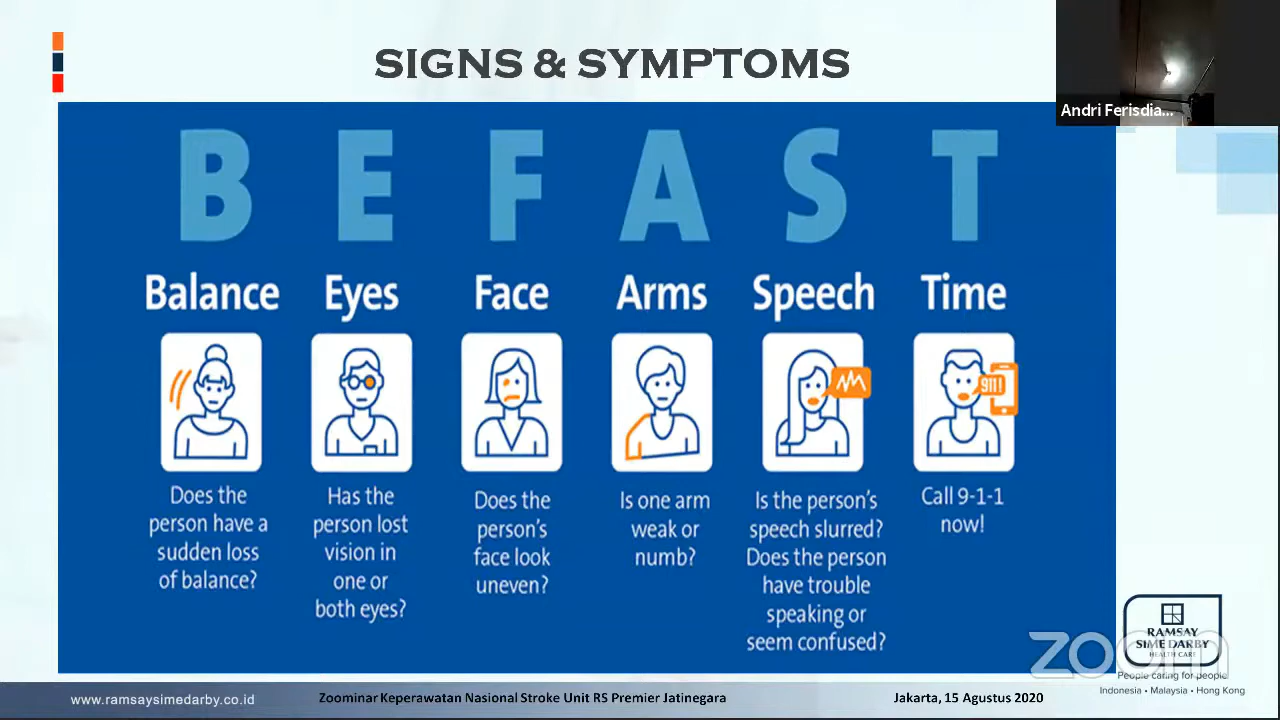 SIGNS & SYMPTOMS
Andri Ferisdia...
B E F A S T
Balance
Eyes
Face
Arms
Speech
Time
911!
Does the
person have a
sudden loss
of balance?
Has the
person lost
vision in
one or
both eyes?
Does the
person's
face look
uneven?
Is one arm
weak or
numb?
Is the person's
speech slurred?
Does the person
have trouble
speaking or
seem confused?
Call 9-1-1
now!
RAMSAY
SIME DARBY
HEALTH CARE
zoom
People caring for people
Indonesia • Malaysia • Hong Kong
www.ramsaysimedarby.co.id
Zoominar Keperawatan Nasional Stroke Unit RS Premier Jatinegara
Jakarta, 15 Agustus 2020